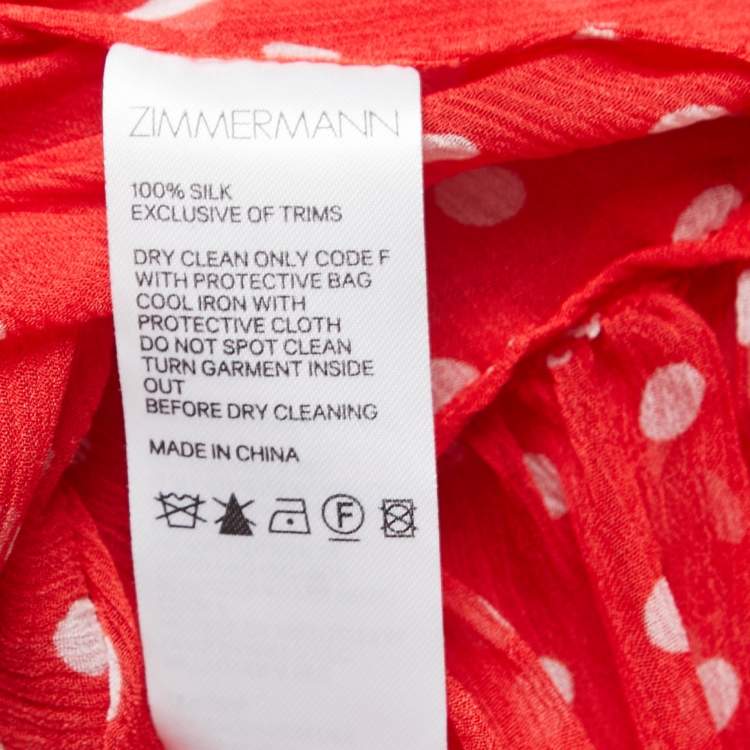 ZIMMERMANN
100% SILK
EXCLUSIVE OF TRIMS
DRY CLEAN ONLY CODE F
WITH PROTECTIVE BAG
COOL IRON WITH
PROTECTIVE CLOTH
DO NOT SPOT CLEAN
TURN GARMENT INSIDE
OUT
BEFORE DRY CLEANING
MADE IN CHINA
F